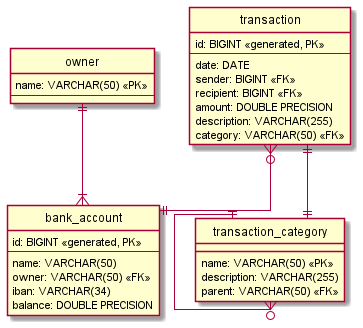 transaction
id: BIGINT «generated, PK»
date: DATE
sender: BIGINT «FK»
recipient: BIGINT «FK»
amount: DOUBLE PRECISION
description: VARCHAR(255)
category: VARCHAR(50) «FK»
owner
name: VARCHAR(50) «PK»
bank_account
id: BIGINT «generated, PK»
name: VARCHAR(50)
owner: VARCHAR(50) «FK»
iban: VARCHAR(34)
balance: DOUBLE PRECISION
transaction_category
name: VARCHAR(50) «PK»
description: VARCHAR(255)
parent: VARCHAR(50) «FK»